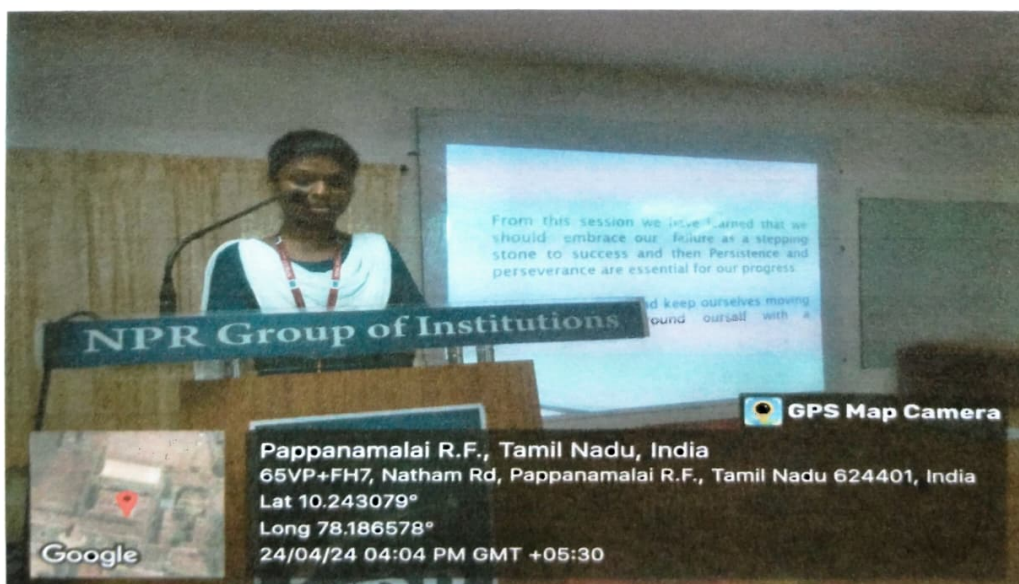 From this session we have learned that we
should embrace our failure as a stepping
stone to success and then Persistence and
perseverance are essential for our progress
keep ourselves moving
ourself with a
NPR Group of Institutions
GPS Map Camera
Pappanamalai R.F., Tamil Nadu, India
65VP+FH7, Natham Rd, Pappanamalai R.F., Tamil Nadu 624401, India
Lat 10.243079°
Long 78.186578°
24/04/24 04:04 PM GMT +05:30
Google